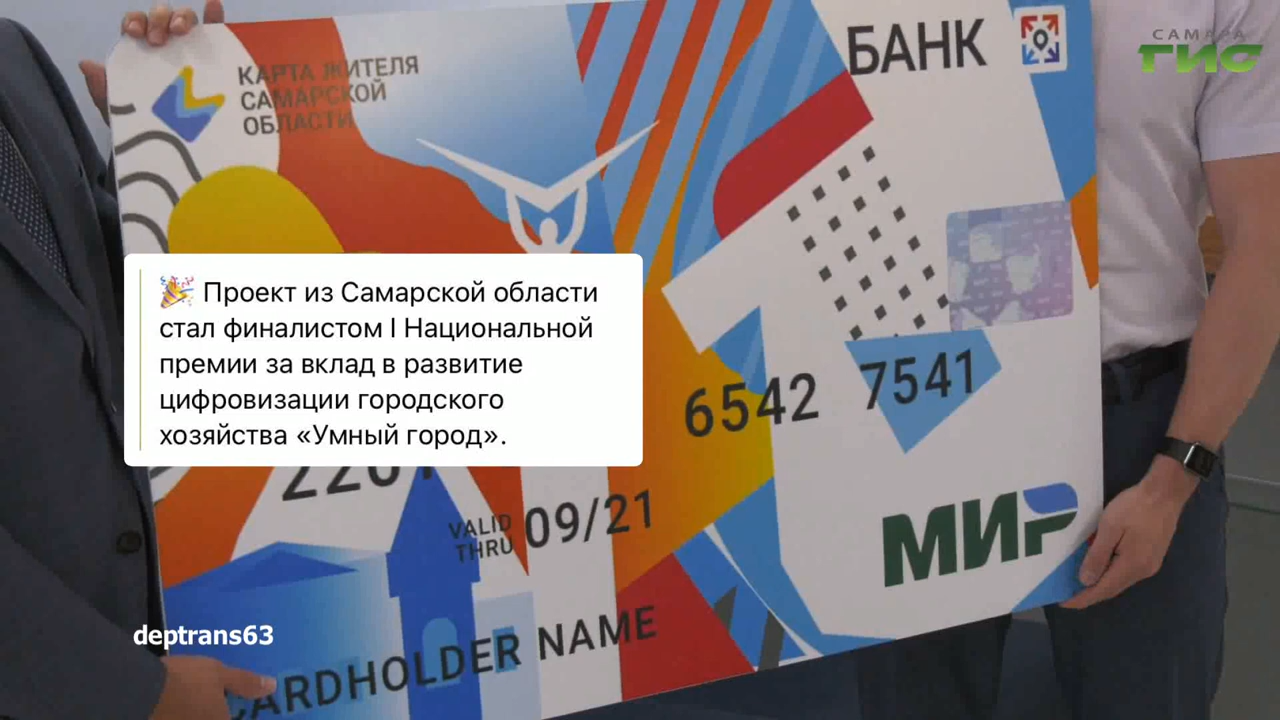 САМАРА
ГИС
БАНК
КАРТА ЖИТЕЛЯ
САМАРСКОЙ
ОБЛАСТИ
🎉 Проект из Самарской области
стал финалистом I Национальной
премии за вклад в развитие
цифровизации городского
хозяйства «Умный город».
6542 7541
VALID
THRU 09/21
МИР
CARDHOLDER NAME
deptrans63